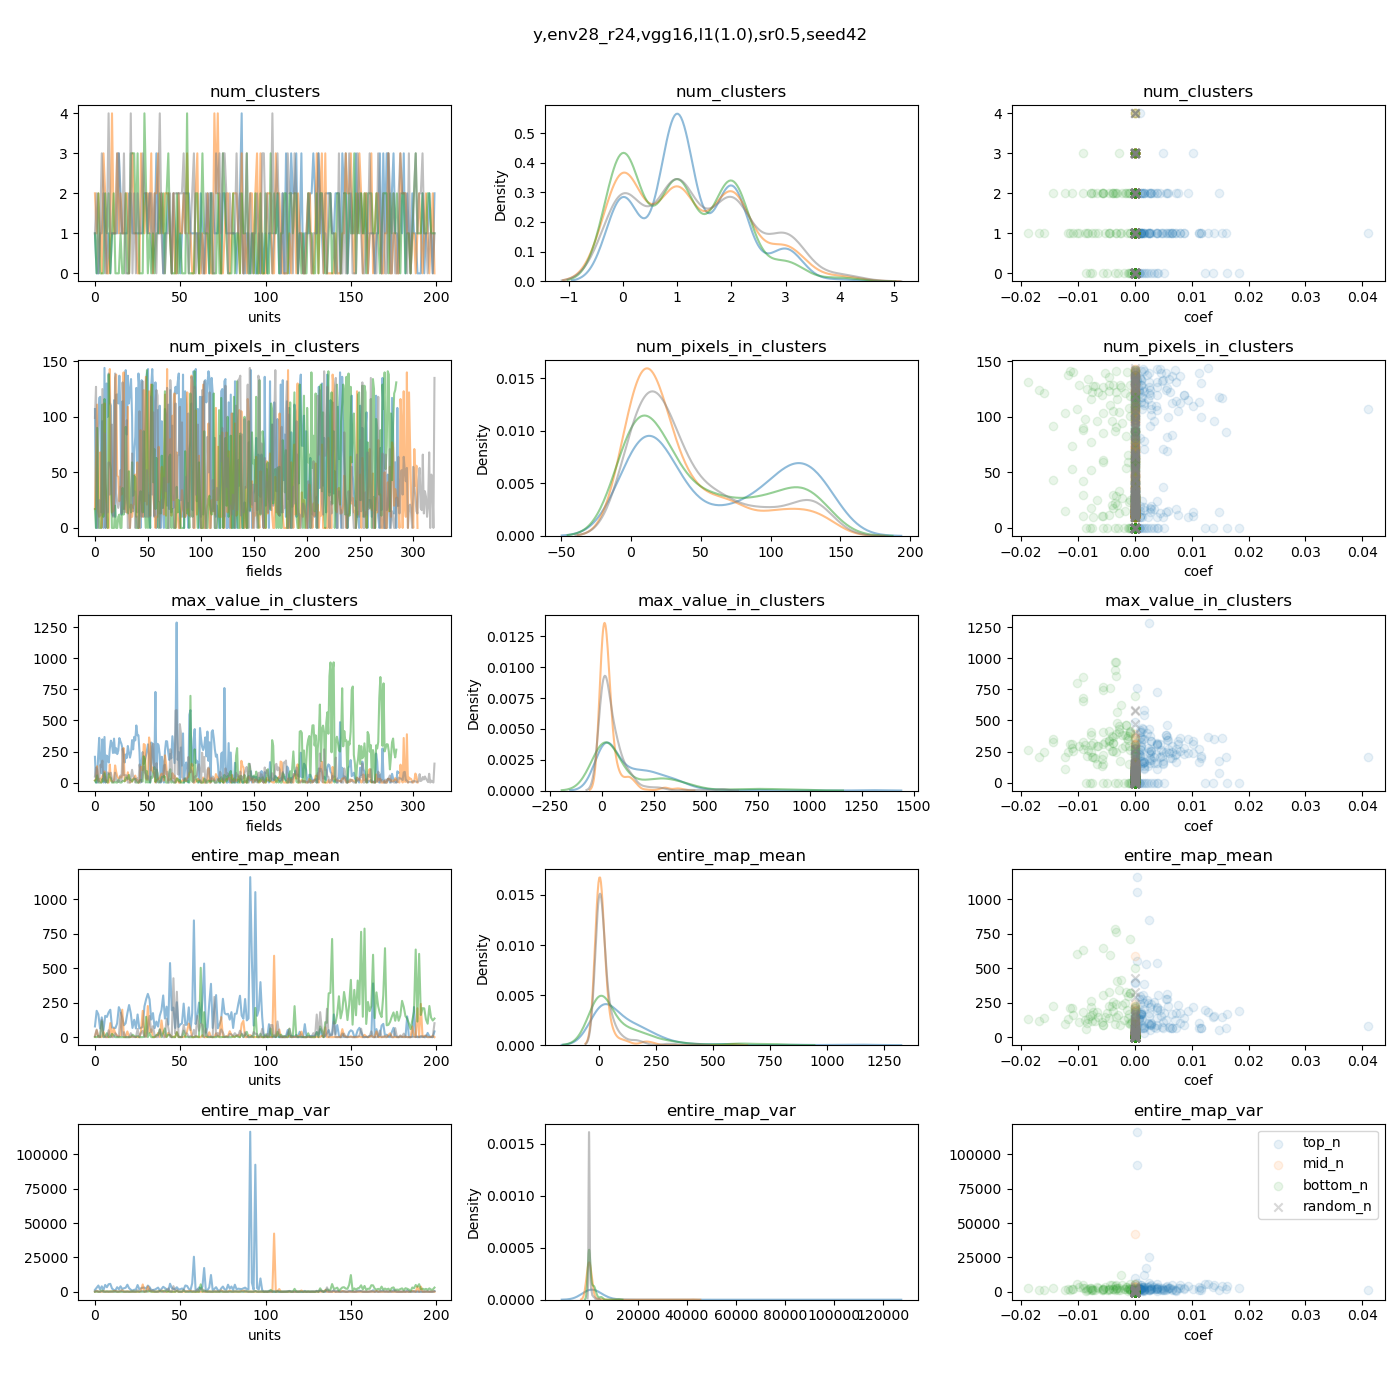 y,env28_r24,vgg16,l1(1.0),sr0.5,seed42
num_clusters
num_clusters
num_clusters
4
3
2
1
0
0 50 100 150 200
units
Density
0.5
0.4
0.3
0.2
0.1
0.0
−1 0 1 2 3 4 5
4
3
2
1
0
−0.02 −0.01 0.00 0.01 0.02 0.03 0.04
coef
num_pixels_in_clusters
num_pixels_in_clusters
num_pixels_in_clusters
150
100
50
0
0 50 100 150 200 250 300
fields
Density
0.015
0.010
0.005
0.000
−50 0 50 100 150 200
150
100
50
0
−0.02 −0.01 0.00 0.01 0.02 0.03 0.04
coef
max_value_in_clusters
max_value_in_clusters
max_value_in_clusters
1250
1000
750
500
250
0
0 50 100 150 200 250 300
fields
Density
0.0125
0.0100
0.0075
0.0050
0.0025
0.0000
−250 0 250 500 750 1000 1250 1500
1250
1000
750
500
250
0
−0.02 −0.01 0.00 0.01 0.02 0.03 0.04
coef
entire_map_mean
entire_map_mean
entire_map_mean
1000
750
500
250
0
0 50 100 150 200
units
Density
0.015
0.010
0.005
0.000
0 250 500 750 1000 1250
1000
750
500
250
0
−0.02 −0.01 0.00 0.01 0.02 0.03 0.04
coef
entire_map_var
entire_map_var
entire_map_var
100000
75000
50000
25000
0
0 50 100 150 200
units
Density
0.0015
0.0010
0.0005
0.0000
0 20000 40000 60000 80000 100000 120000
100000
75000
50000
25000
0
−0.02 −0.01 0.00 0.01 0.02 0.03 0.04
coef
top_n
mid_n
bottom_n
random_n